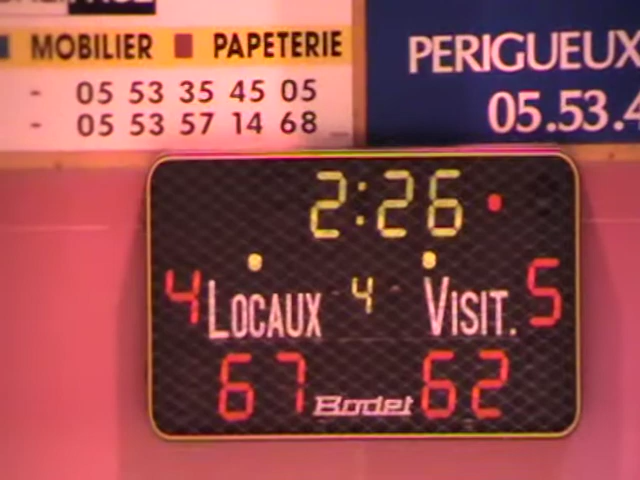 MOBILIER PAPETERIE
- 05 53 35 45 05
- 05 53 57 14 68
PERIGUEUX
05.53.4
2:26
4 LOCAUX 4 VISIT. 5
67 Bodet 62